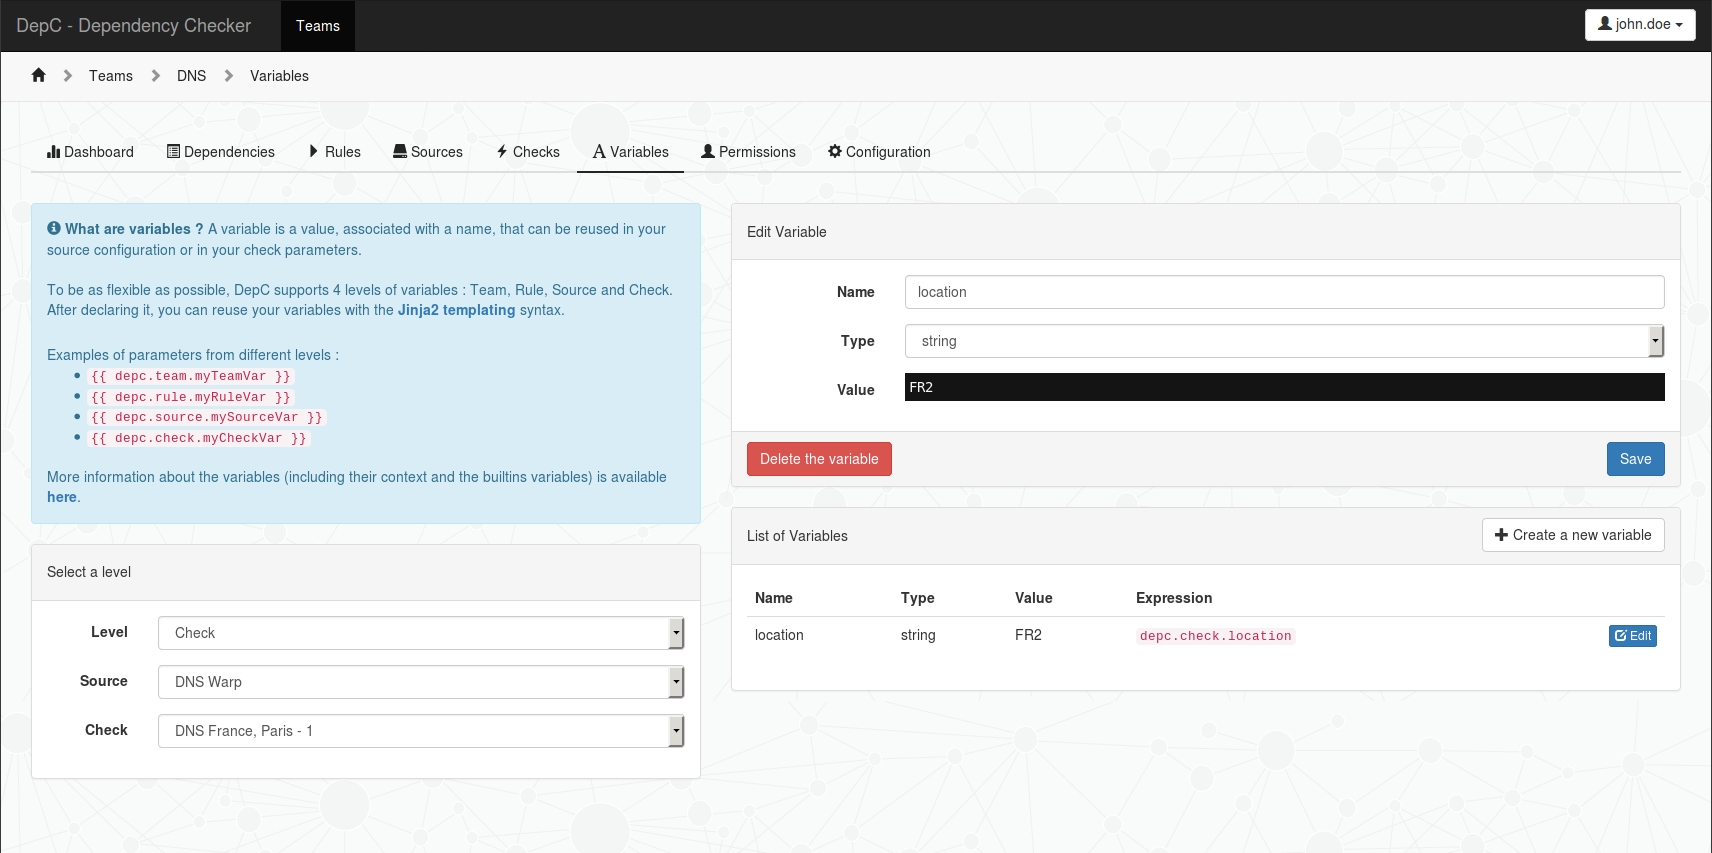 DepC - Dependency Checker
Teams
john.doe
Teams
DNS
Variables
Dashboard
Dependencies
Rules
Sources
Checks
Variables
Permissions
Configuration
What are variables ? A variable is a value, associated with a name, that can be reused in your
source configuration or in your check parameters.
To be as flexible as possible, DepC supports 4 levels of variables : Team, Rule, Source and Check.
After declaring it, you can reuse your variables with the Jinja2 templating syntax.
Examples of parameters from different levels :
{{ depc.team.myTeamVar }}
{{ depc.rule.myRuleVar }}
{{ depc.source.mySourceVar }}
{{ depc.check.myCheckVar }}
More information about the variables (including their context and the builtins variables) is available
here.
Select a level
Level
Check
Source
DNS Warp
Check
DNS France, Paris - 1
Edit Variable
Name
location
Type
string
Value
FR2
Delete the variable
Save
List of Variables
Create a new variable
Name Type Value Expression
location string FR2 depc.check.location Edit